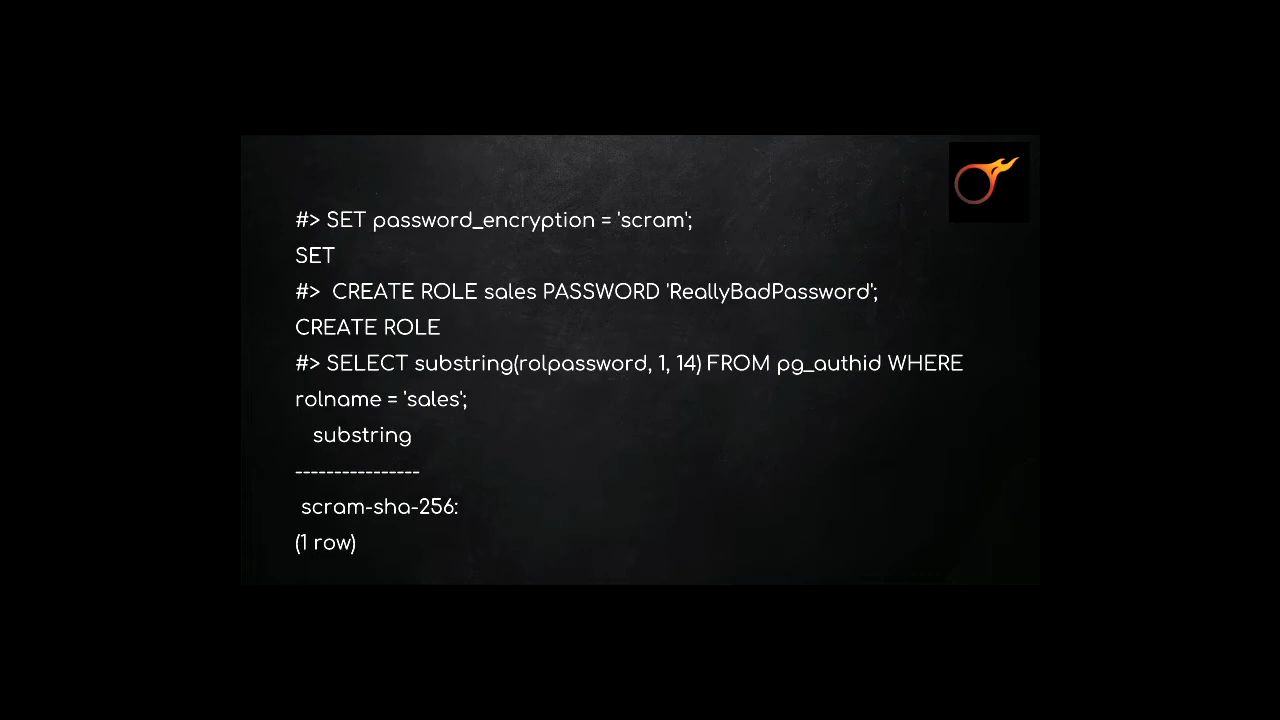 #> SET password_encryption = 'scram';
SET
#>  CREATE ROLE sales PASSWORD 'ReallyBadPassword';
CREATE ROLE
#> SELECT substring(rolpassword, 1, 14) FROM pg_authid WHERE
rolname = 'sales';
   substring
----------------
 scram-sha-256:
(1 row)